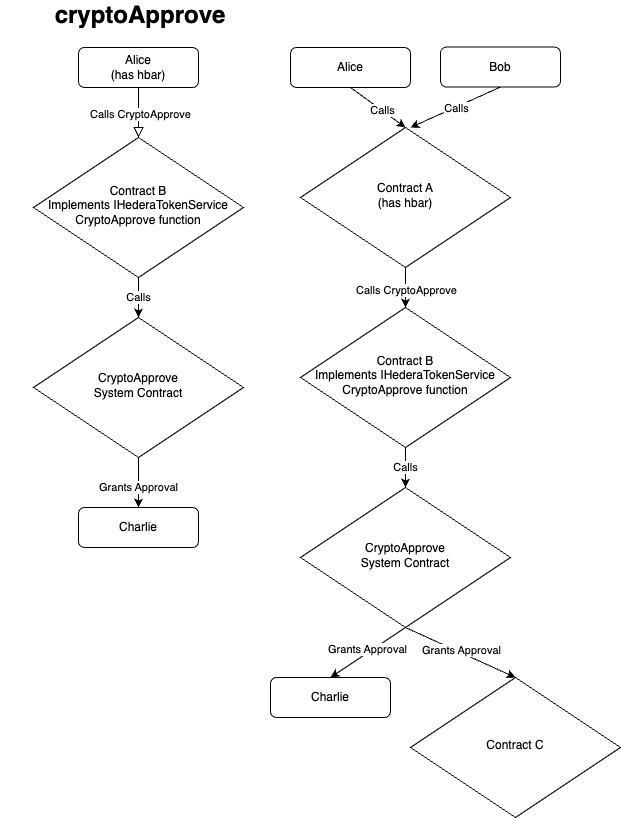 cryptoApprove
Alice
(has hbar)
Calls CryptoApprove
Contract B
Implements IHederaTokenService
CryptoApprove function
Calls
CryptoApprove
System Contract
Grants Approval
Charlie
Alice
Bob
Calls
Calls
Contract A
(has hbar)
Calls CryptoApprove
Contract B
Implements IHederaTokenService
CryptoApprove function
Calls
CryptoApprove
System Contract
Grants Approval
Grants Approval
Charlie
Contract C